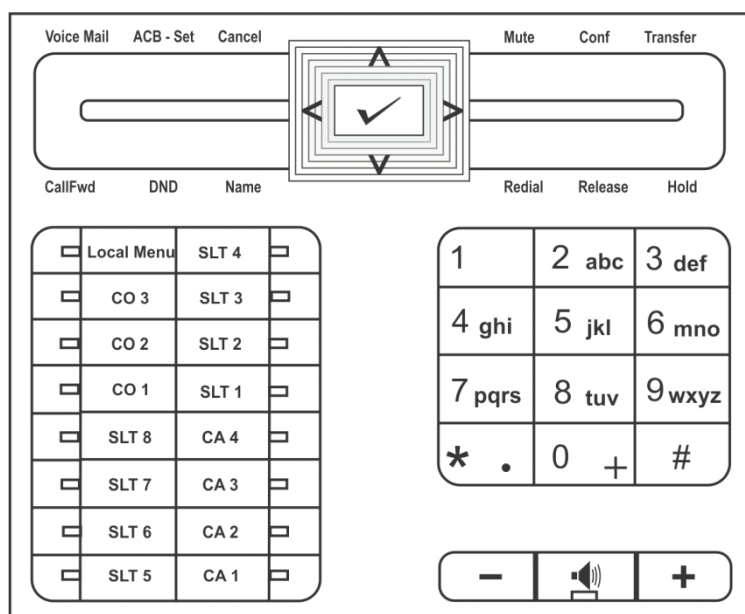 Voice Mail ACB - Set Cancel Mute Conf Transfer
CallFwd DND Name Redial Release Hold
Local Menu SLT 4
CO 3 SLT 3
CO 2 SLT 2
CO 1 SLT 1
SLT 8 CA 4
SLT 7 CA 3
SLT 6 CA 2
SLT 5 CA 1
1 2 abc 3 def
4 ghi 5 jkl 6 mno
7 pqrs 8 tuv 9 wxyz
* . 0 + #
− +